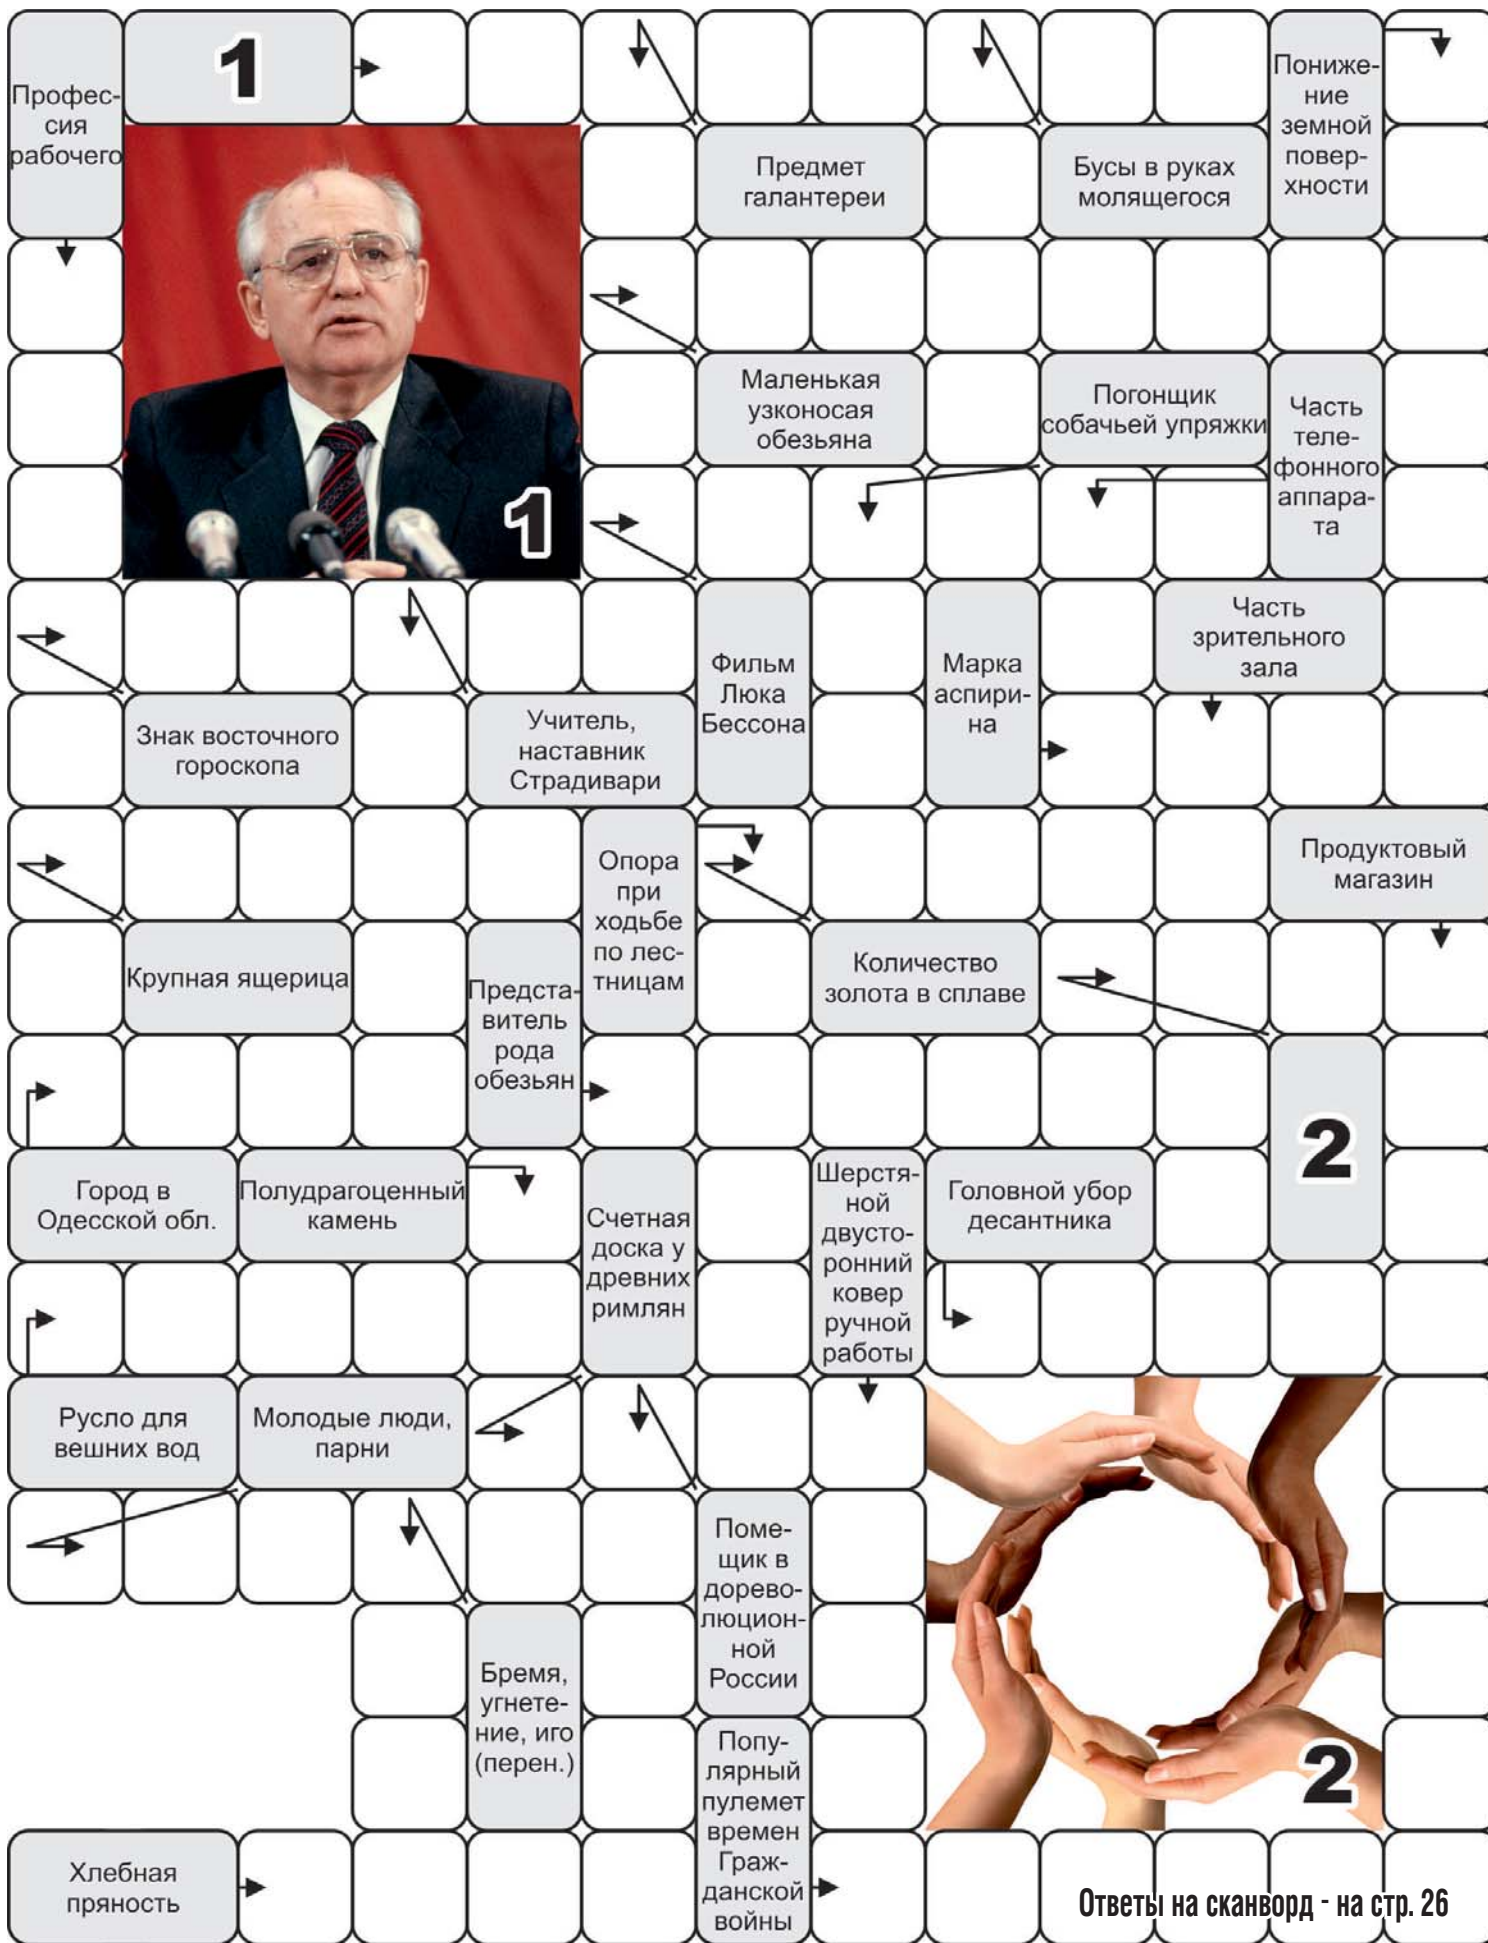 1
Профес-
сия
рабочего
Пониже-
ние
земной
повер-
хности
Предмет
галантереи
Бусы в руках
молящегося
Маленькая
узконосая
обезьяна
Погонщик
собачьей упряжки
Часть
теле-
фонного
аппара-
та
1
Фильм
Люка
Бессона
Марка
аспири-
на
Часть
зрительного
зала
Знак восточного
гороскопа
Учитель,
наставник
Страдивари
Опора
при
ходьбе
по лес-
тницам
Продуктовый
магазин
Крупная ящерица
Предста-
витель
рода
обезьян
Количество
золота в сплаве
2
Город в
Одесской обл.
Полудрагоценный
камень
Счетная
доска у
древних
римлян
Шерстя-
ной
двусто-
ронний
ковер
ручной
работы
Головной убор
десантника
Русло для
вешних вод
Молодые люди,
парни
Поме-
щик в
дорево-
люцион-
ной
России
Бремя,
угнете-
ние, иго
(перен.)
Попу-
лярный
пулемет
времен
Граж-
данской
войны
2
Хлебная
пряность
Ответы на сканворд - на стр. 26